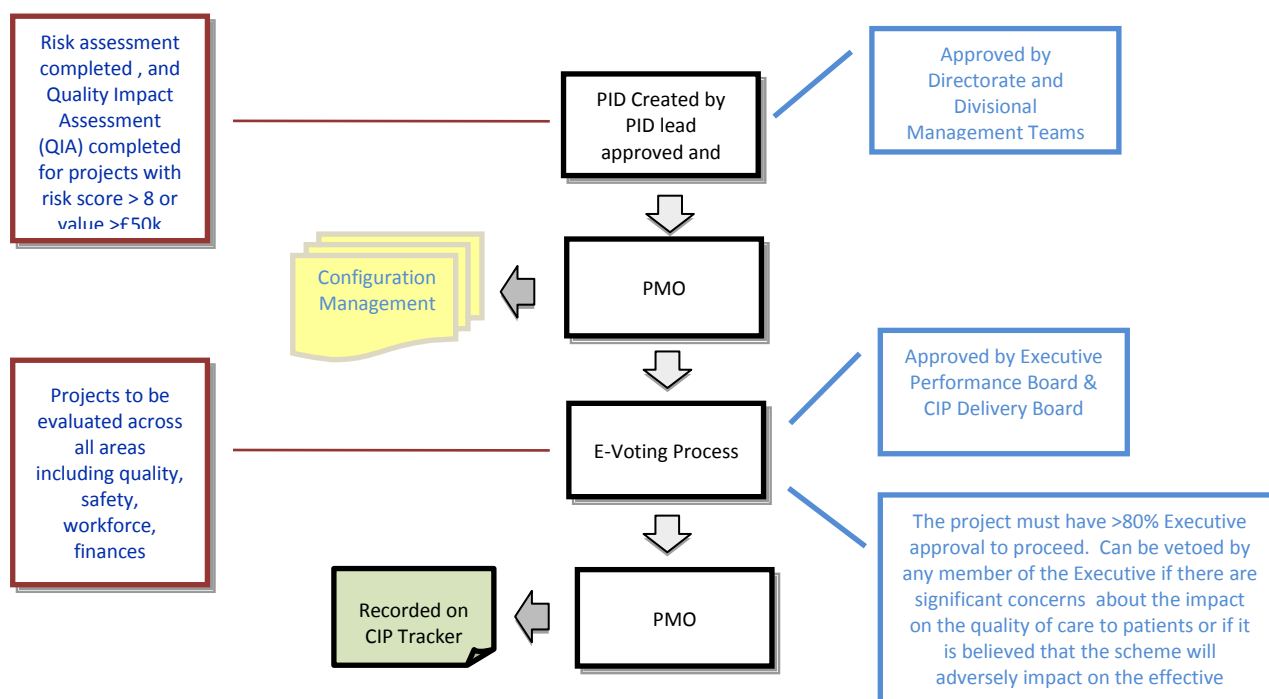 Risk assessment
completed , and
Quality Impact
Assessment
(QIA) completed
for projects with
risk score > 8 or
value >£50k
PID Created by
PID lead
approved and
Approved by
Directorate and
Divisional
Management Teams
Configuration
Management
PMO
Projects to be
evaluated across
all areas
including quality,
safety,
workforce,
finances
E-Voting Process
Approved by Executive
Performance Board &
CIP Delivery Board
The project must have >80% Executive
approval to proceed. Can be vetoed by
any member of the Executive if there are
significant concerns about the impact
on the quality of care to patients or if it
is believed that the scheme will
adversely impact on the effective
Recorded on
CIP Tracker
PMO